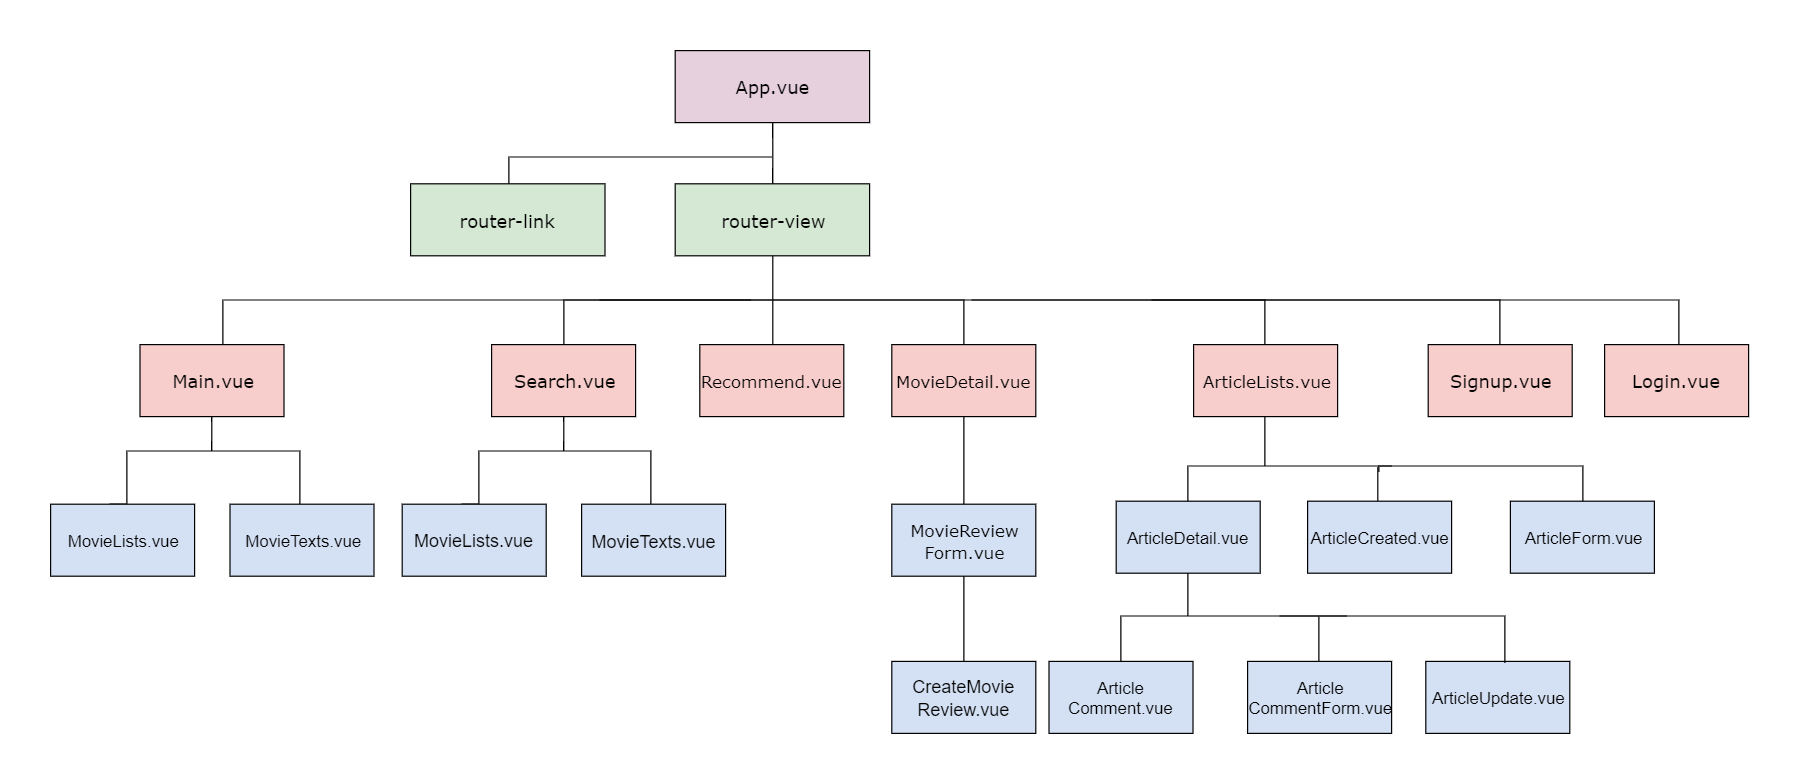 App.vue
router-link
router-view
Main.vue
Search.vue
Recommend.vue
MovieDetail.vue
ArticleLists.vue
Signup.vue
Login.vue
MovieLists.vue
MovieTexts.vue
MovieLists.vue
MovieTexts.vue
MovieReview
Form.vue
ArticleDetail.vue
ArticleCreated.vue
ArticleForm.vue
CreateMovie
Review.vue
Article
Comment.vue
Article
CommentForm.vue
ArticleUpdate.vue